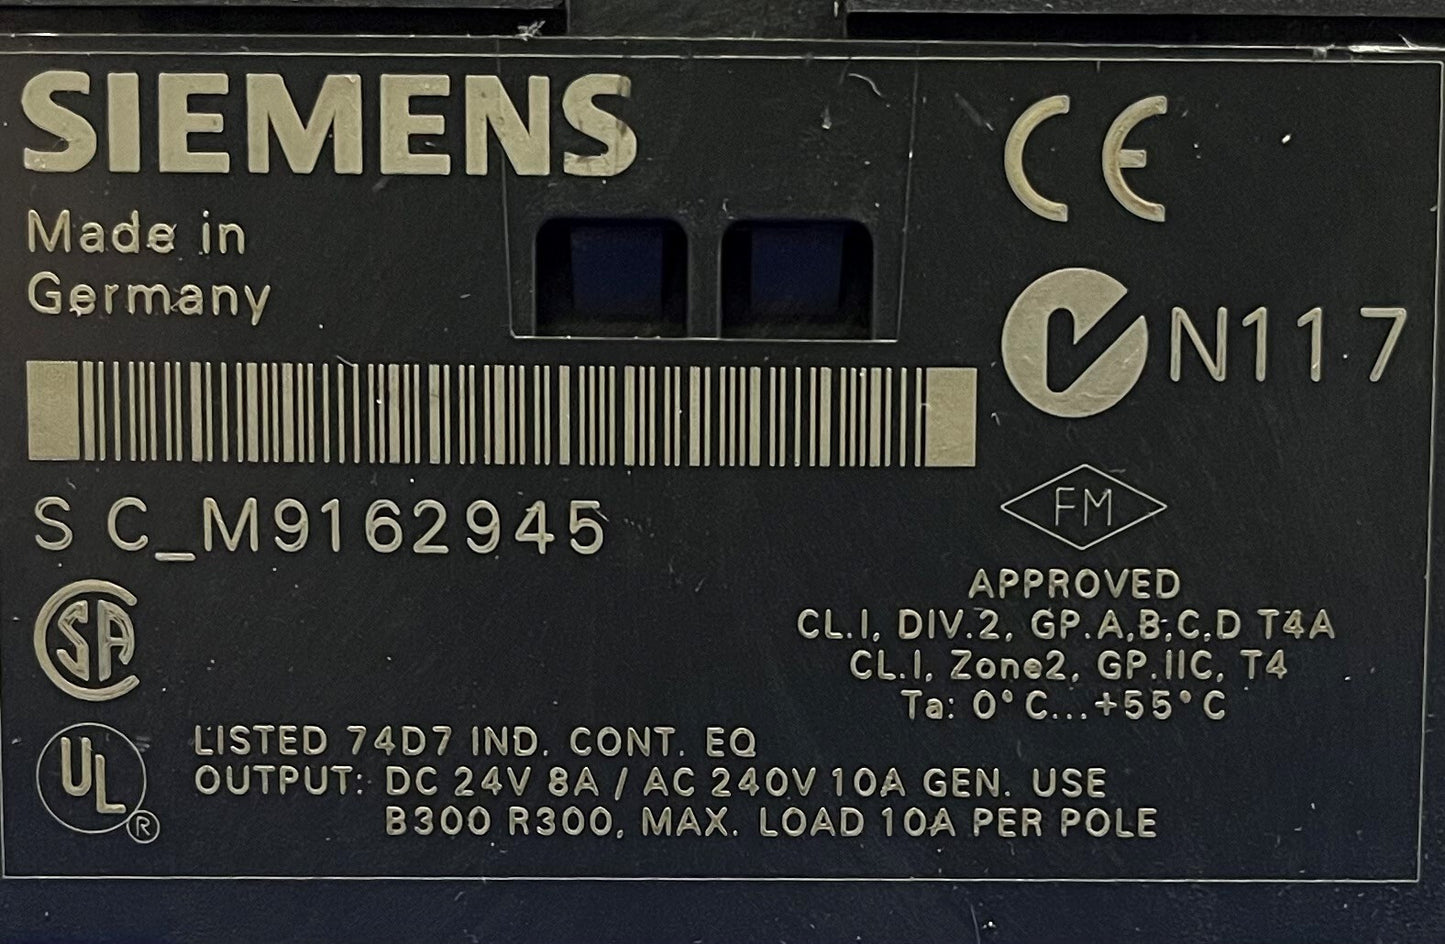 SIEMENS
Made in
Germany
CE
N117
S C_M9162945
FM
APPROVED
CL.I, DIV.2, GP.A,B,C,D T4A
CL.I, Zone2, GP.IIC, T4
Ta: 0°C...+55°C
CSA
UL®
LISTED 74D7 IND. CONT. EQ
OUTPUT: DC 24V 8A / AC 240V 10A GEN. USE
B300 R300, MAX. LOAD 10A PER POLE